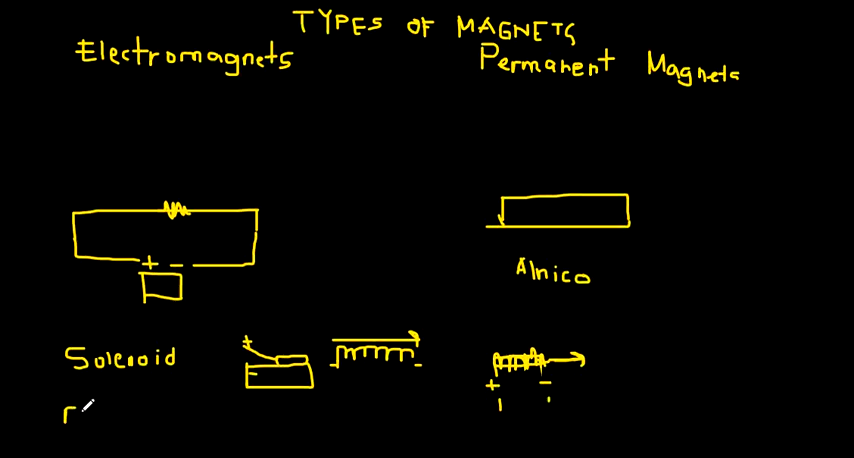 TYPES OF MAGNETS
Electromagnets
Permanent Magnets
+ -
Alnico
Solenoid
+
-
-
+ -
r